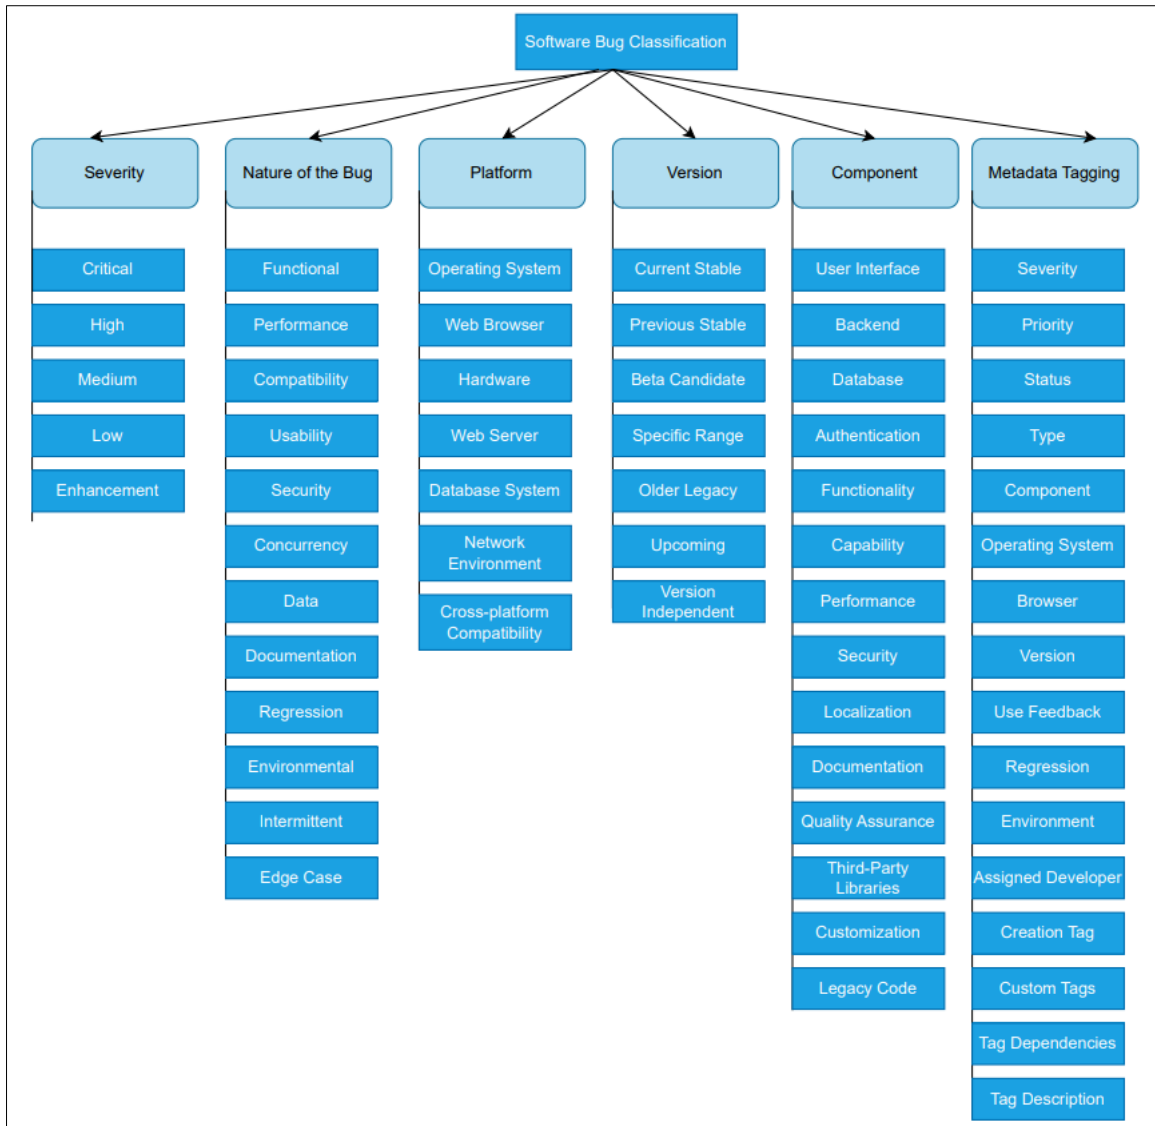 Software Bug Classification
Severity
Critical
High
Medium
Low
Enhancement
Nature of the Bug
Functional
Performance
Compatibility
Usability
Security
Concurrency
Data
Documentation
Regression
Environmental
Intermittent
Edge Case
Platform
Operating System
Web Browser
Hardware
Web Server
Database System
Network
Environment
Cross-platform
Compatibility
Version
Current Stable
Previous Stable
Beta Candidate
Specific Range
Older Legacy
Upcoming
Version
Independent
Component
User Interface
Backend
Database
Authentication
Functionality
Capability
Performance
Security
Localization
Documentation
Quality Assurance
Third-Party
Libraries
Customization
Legacy Code
Metadata Tagging
Severity
Priority
Status
Type
Component
Operating System
Browser
Version
Use Feedback
Regression
Environment
Assigned Developer
Creation Tag
Custom Tags
Tag Dependencies
Tag Description